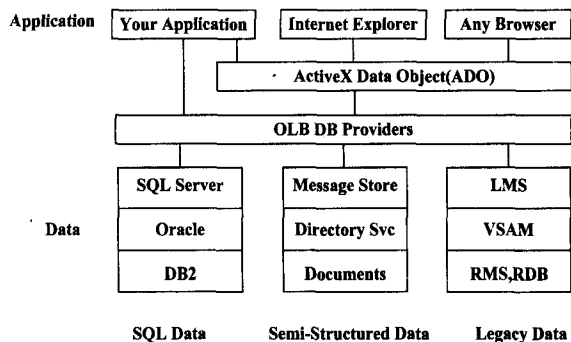 Application Your Application Internet Explorer Any Browser
ActiveX Data Object(ADO)
OLB DB Providers
SQL Server Message Store LMS
Data Oracle Directory Svc VSAM
DB2 Documents RMS,RDB
SQL Data Semi-Structured Data Legacy Data